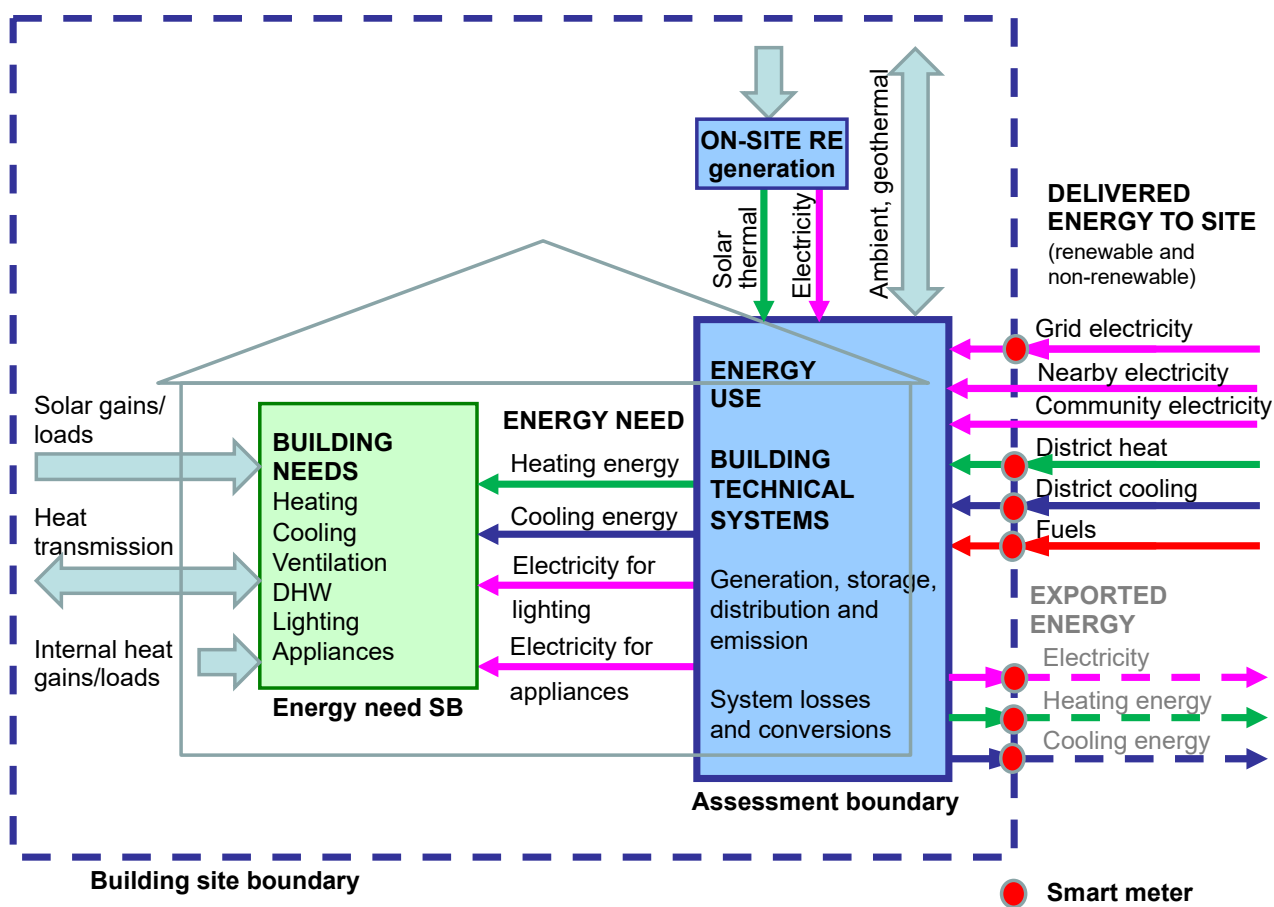 ON-SITE RE
generation
Solar
thermal
Electricity
Ambient, geothermal
DELIVERED
ENERGY TO SITE
(renewable and
non-renewable)
Grid electricity
Nearby electricity
Community electricity
District heat
District cooling
Fuels
EXPORTED
ENERGY
Electricity
Heating energy
Cooling energy
ENERGY
USE
BUILDING
TECHNICAL
SYSTEMS
Generation, storage,
distribution and
emission
System losses
and conversions
Assessment boundary
ENERGY NEED
Heating energy
Cooling energy
Electricity for
lighting
Electricity for
appliances
BUILDING
NEEDS
Heating
Cooling
Ventilation
DHW
Lighting
Appliances
Energy need SB
Solar gains/
loads
Heat
transmission
Internal heat
gains/loads
Building site boundary
Smart meter